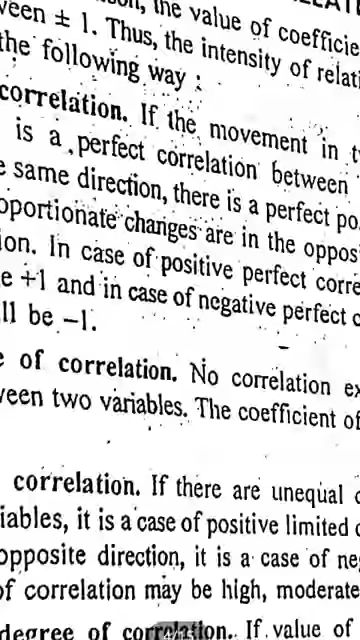 the value of coefficie
ween ± 1. Thus, the intensity of relati
the following way :
correlation. If the movement in t
is a perfect correlation between
same direction, there is a perfect po
oportionate changes are in the oppos
ion. In case of positive perfect corre
e +1 and in case of negative perfect c
ll be –1.
e of correlation. No correlation ex
ween two variables. The coefficient of
correlation. If there are unequal c
iables, it is a case of positive limited c
opposite direction, it is a case of neg
of correlation may be high, moderate
degree of correlation. If value of